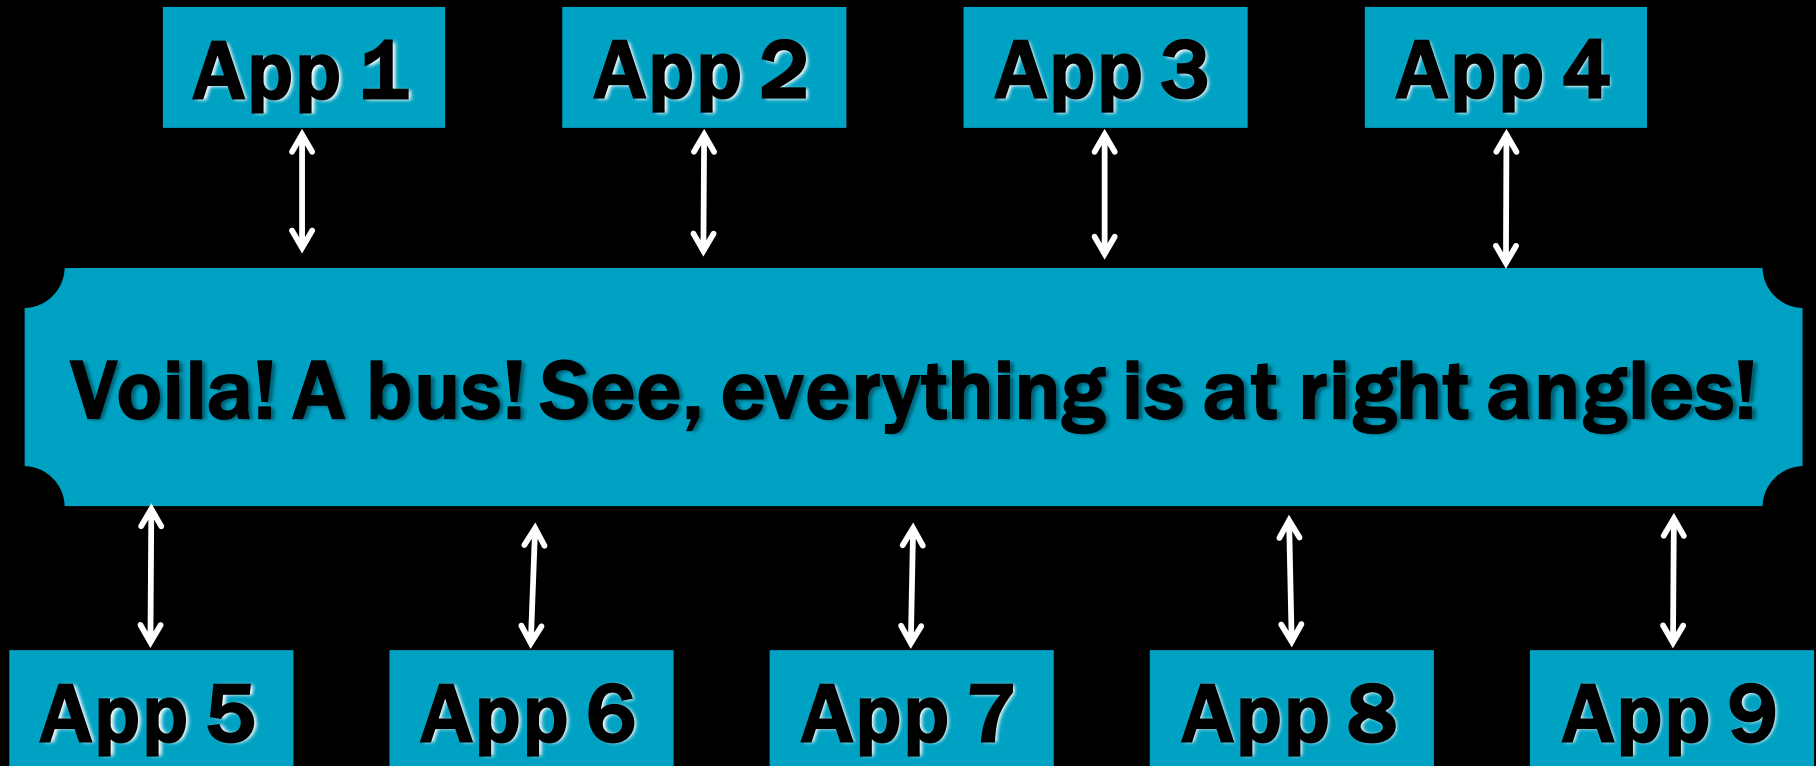 App 1
App 2
App 3
App 4
Voila! A bus! See, everything is at right angles!
App 5
App 6
App 7
App 8
App 9